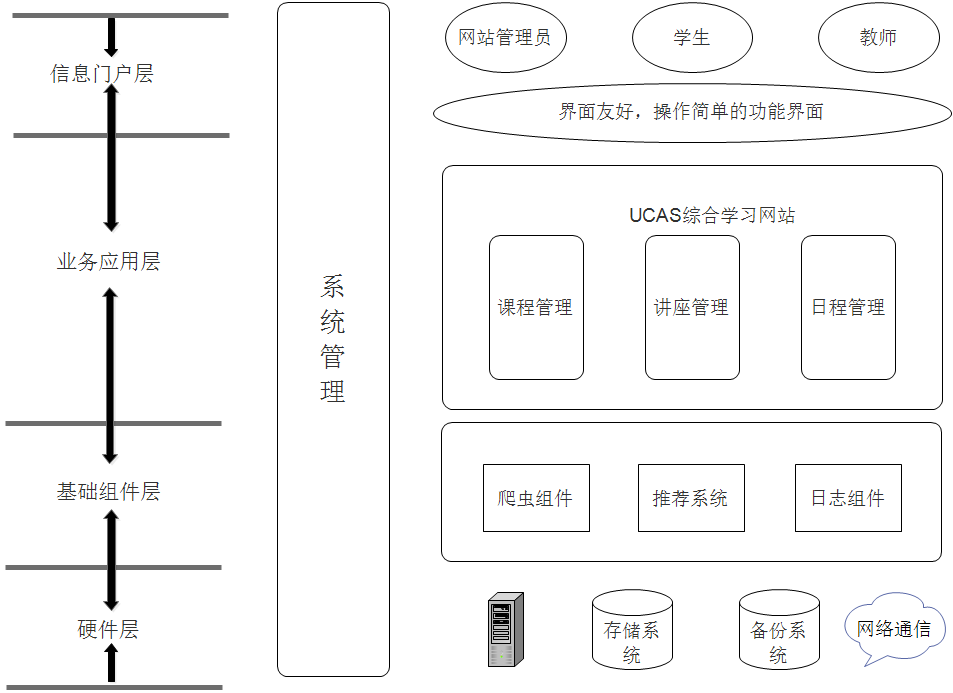 信息门户层
业务应用层
基础组件层
硬件层
系
统
管
理
网站管理员
学生
教师
界面友好，操作简单的功能界面
UCAS综合学习网站
课程管理
讲座管理
日程管理
爬虫组件
推荐系统
日志组件
存储系
统
备份系
统
网络通信